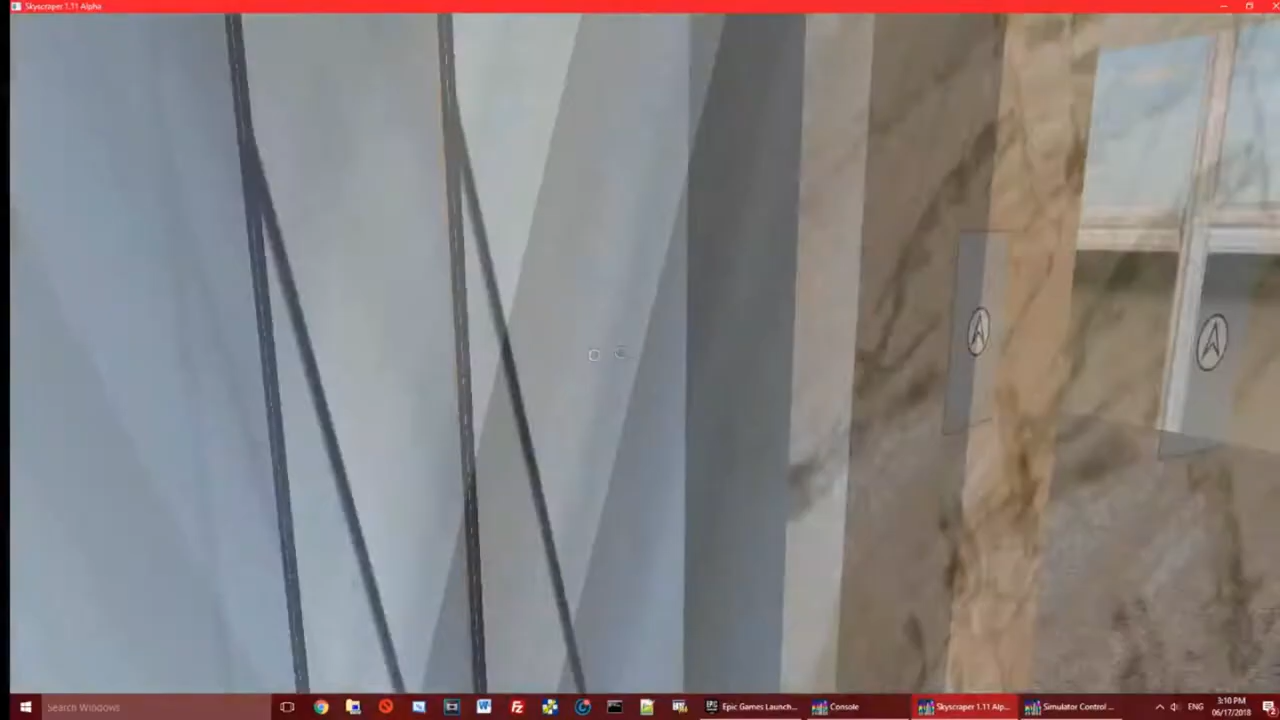 Skyscraper 1.11 Alpha
Search Windows
Epic Games Launch...
Console
Skyscraper 1.11 Alp...
Simulator Control ...
ENG
3:10 PM
06/17/2018